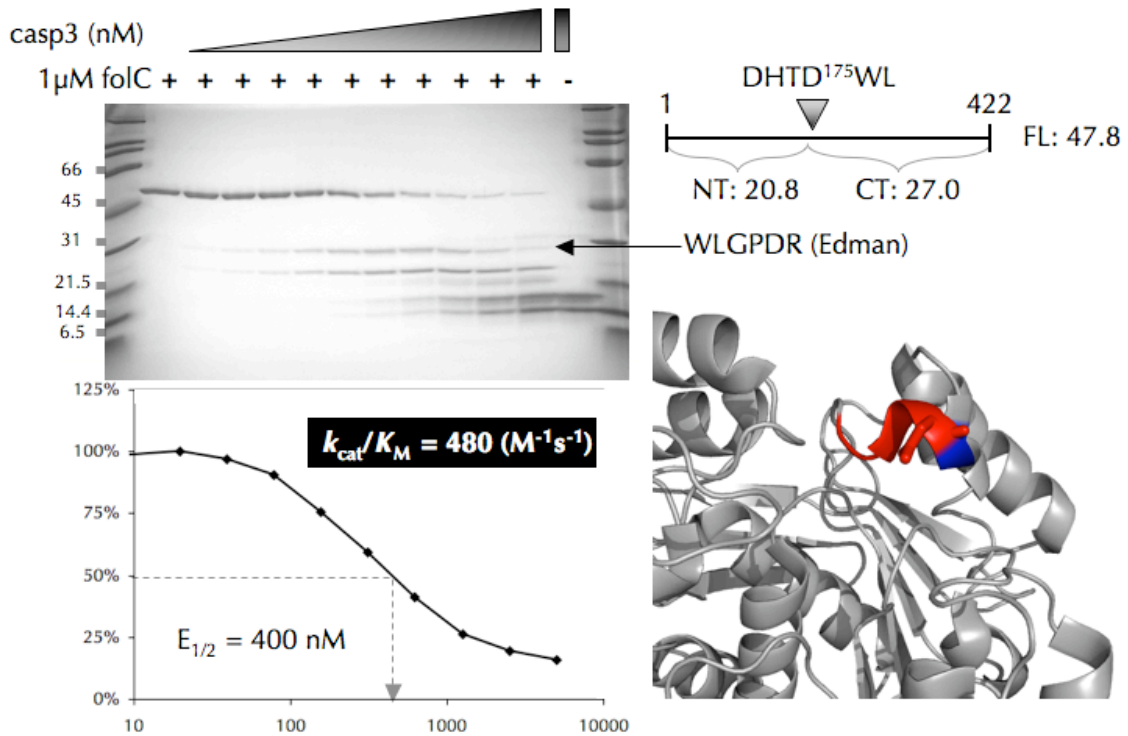 casp3 (nM)
1μM folC + + + + + + + + + + + -
66
45
31
21.5
14.4
6.5
DHTD¹⁷⁵WL
1 422
FL: 47.8
NT: 20.8 CT: 27.0
WLGPDR (Edman)
125%
100%
75%
50%
25%
0%
k_cat/K_M = 480 (M⁻¹s⁻¹)
E₁/₂ = 400 nM
10 100 1000 10000